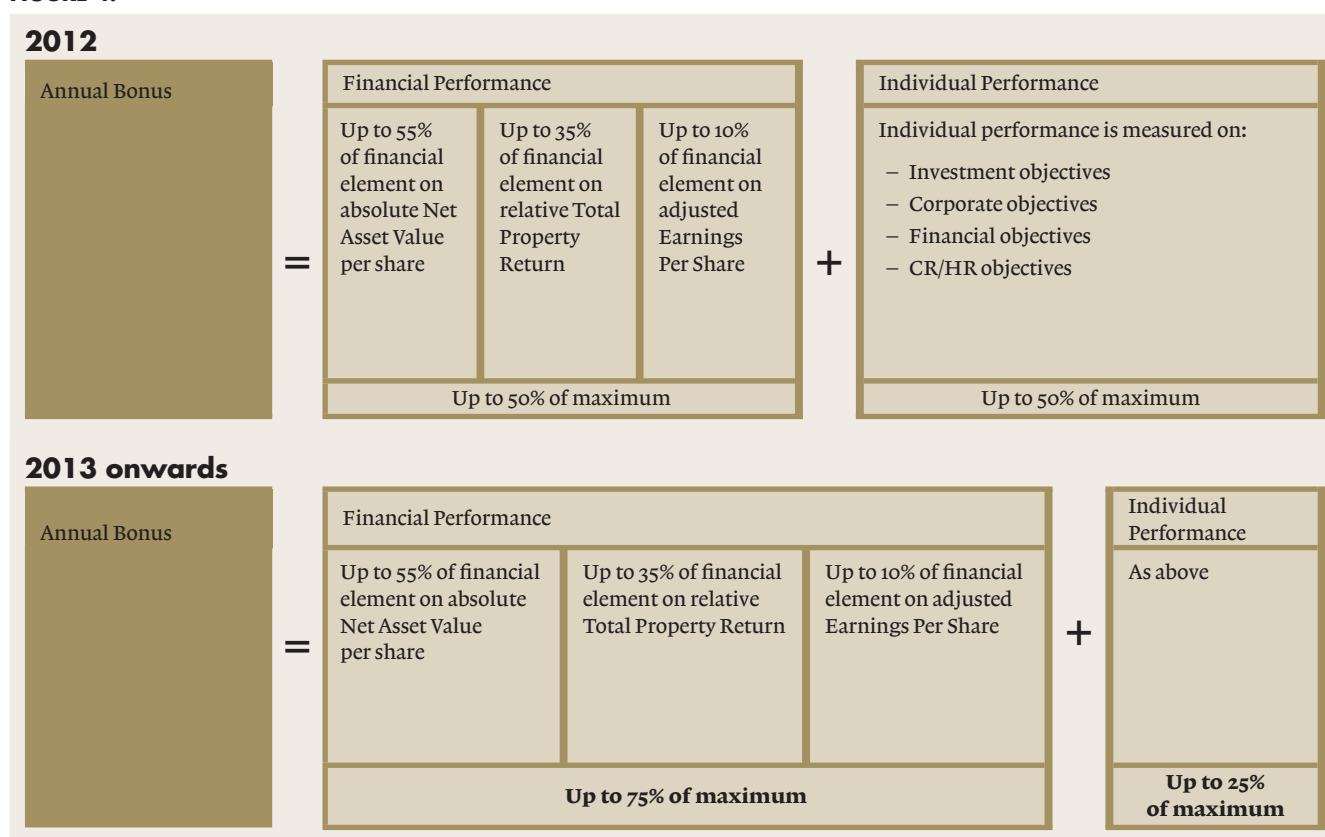 2012
Annual Bonus
=
Financial Performance
Up to 55%
of financial
element on
absolute Net
Asset Value
per share
Up to 35%
of financial
element on
relative Total
Property
Return
Up to 10%
of financial
element on
adjusted
Earnings
Per Share
Up to 50% of maximum
+
Individual Performance
Individual performance is measured on:
– Investment objectives
– Corporate objectives
– Financial objectives
– CR/HR objectives
Up to 50% of maximum
2013 onwards
Annual Bonus
=
Financial Performance
Up to 55% of financial
element on absolute
Net Asset Value
per share
Up to 35% of financial
element on relative
Total Property Return
Up to 10% of financial
element on adjusted
Earnings Per Share
Up to 75% of maximum
+
Individual
Performance
As above
Up to 25%
of maximum